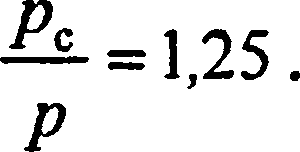 p_c / p = 1,25 .